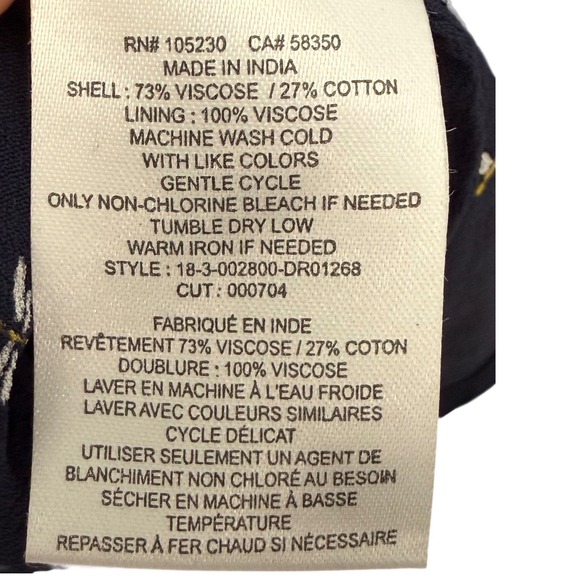 RN# 105230 CA# 58350
MADE IN INDIA
SHELL : 73% VISCOSE / 27% COTTON
LINING : 100% VISCOSE
MACHINE WASH COLD
WITH LIKE COLORS
GENTLE CYCLE
ONLY NON-CHLORINE BLEACH IF NEEDED
TUMBLE DRY LOW
WARM IRON IF NEEDED
STYLE : 18-3-002800-DR01268
CUT : 000704
FABRIQUÉ EN INDE
REVÊTEMENT 73% VISCOSE / 27% COTON
DOUBLURE : 100% VISCOSE
LAVER EN MACHINE À L'EAU FROIDE
LAVER AVEC COULEURS SIMILAIRES
CYCLE DÉLICAT
UTILISER SEULEMENT UN AGENT DE
BLANCHIMENT NON CHLORÉ AU BESOIN
SÉCHER EN MACHINE À BASSE
TEMPÉRATURE
REPASSER À FER CHAUD SI NÉCESSAIRE